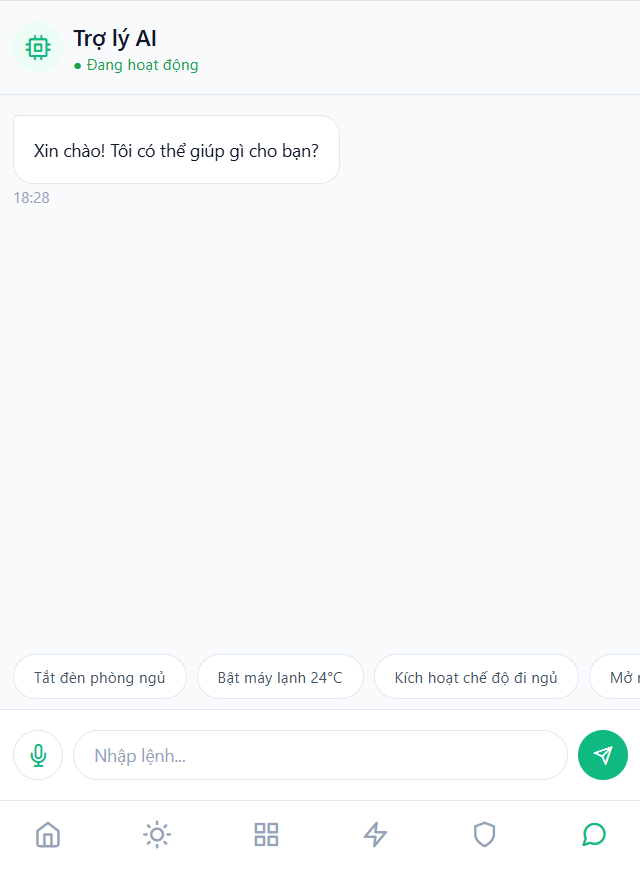 Trợ lý AI
● Đang hoạt động
Xin chào! Tôi có thể giúp gì cho bạn?
18:28
Tắt đèn phòng ngủ
Bật máy lạnh 24°C
Kích hoạt chế độ đi ngủ
Mở
Nhập lệnh...